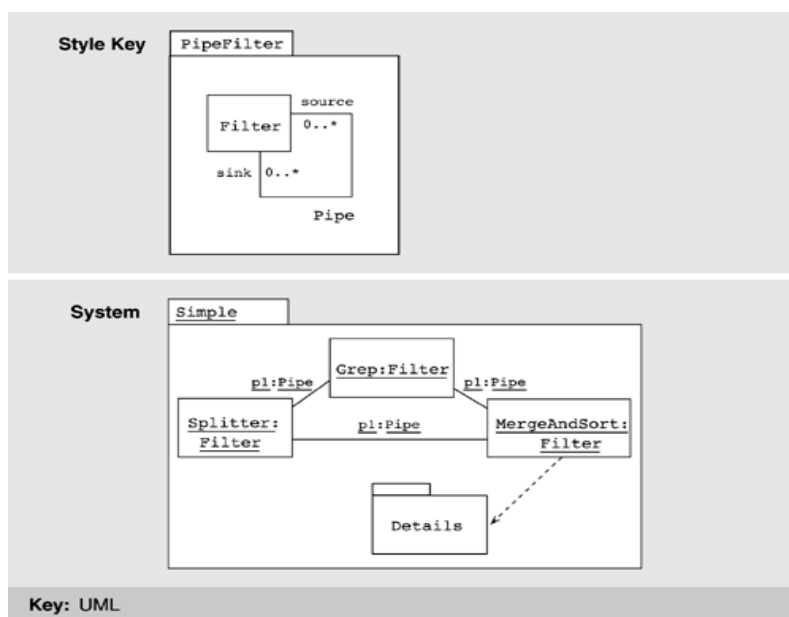 Style Key
PipeFilter
source
Filter
0..*
sink
0..*
Pipe
System
Simple
Grep:Filter
p1:Pipe
p1:Pipe
Splitter:
Filter
p1:Pipe
MergeAndSort:
Filter
Details
Key: UML